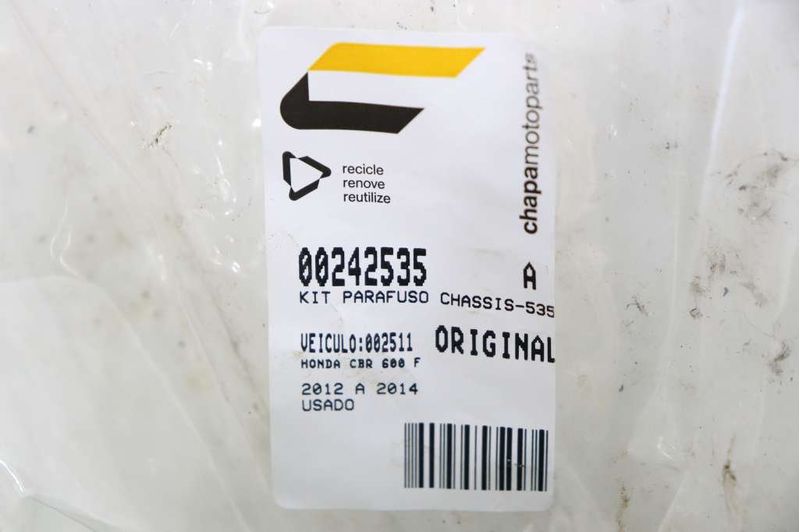 chapamotoparts
recicle
renove
reutilize
00242535 A
KIT PARAFUSO CHASSIS-535
VEICULO:002511 ORIGINAL
HONDA CBR 600 F
2012 A 2014
USADO